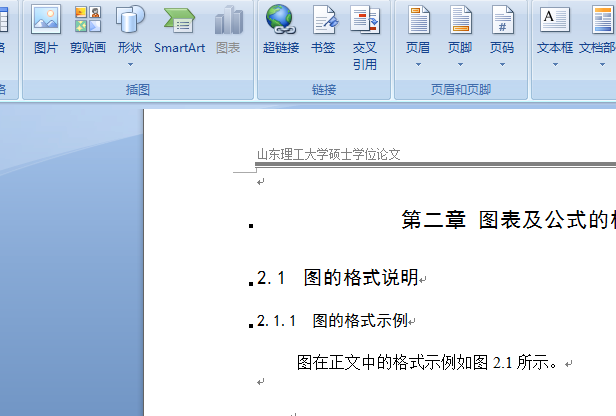 格 图片 剪贴画 形状 SmartArt 图表 超链接 书签 交叉 页眉 页脚 页码 文本框 文档部
引用
格 插图 链接 页眉和页脚
山东理工大学硕士学位论文
第二章 图表及公式的格
2.1 图的格式说明
2.1.1 图的格式示例
图在正文中的格式示例如图 2.1 所示。